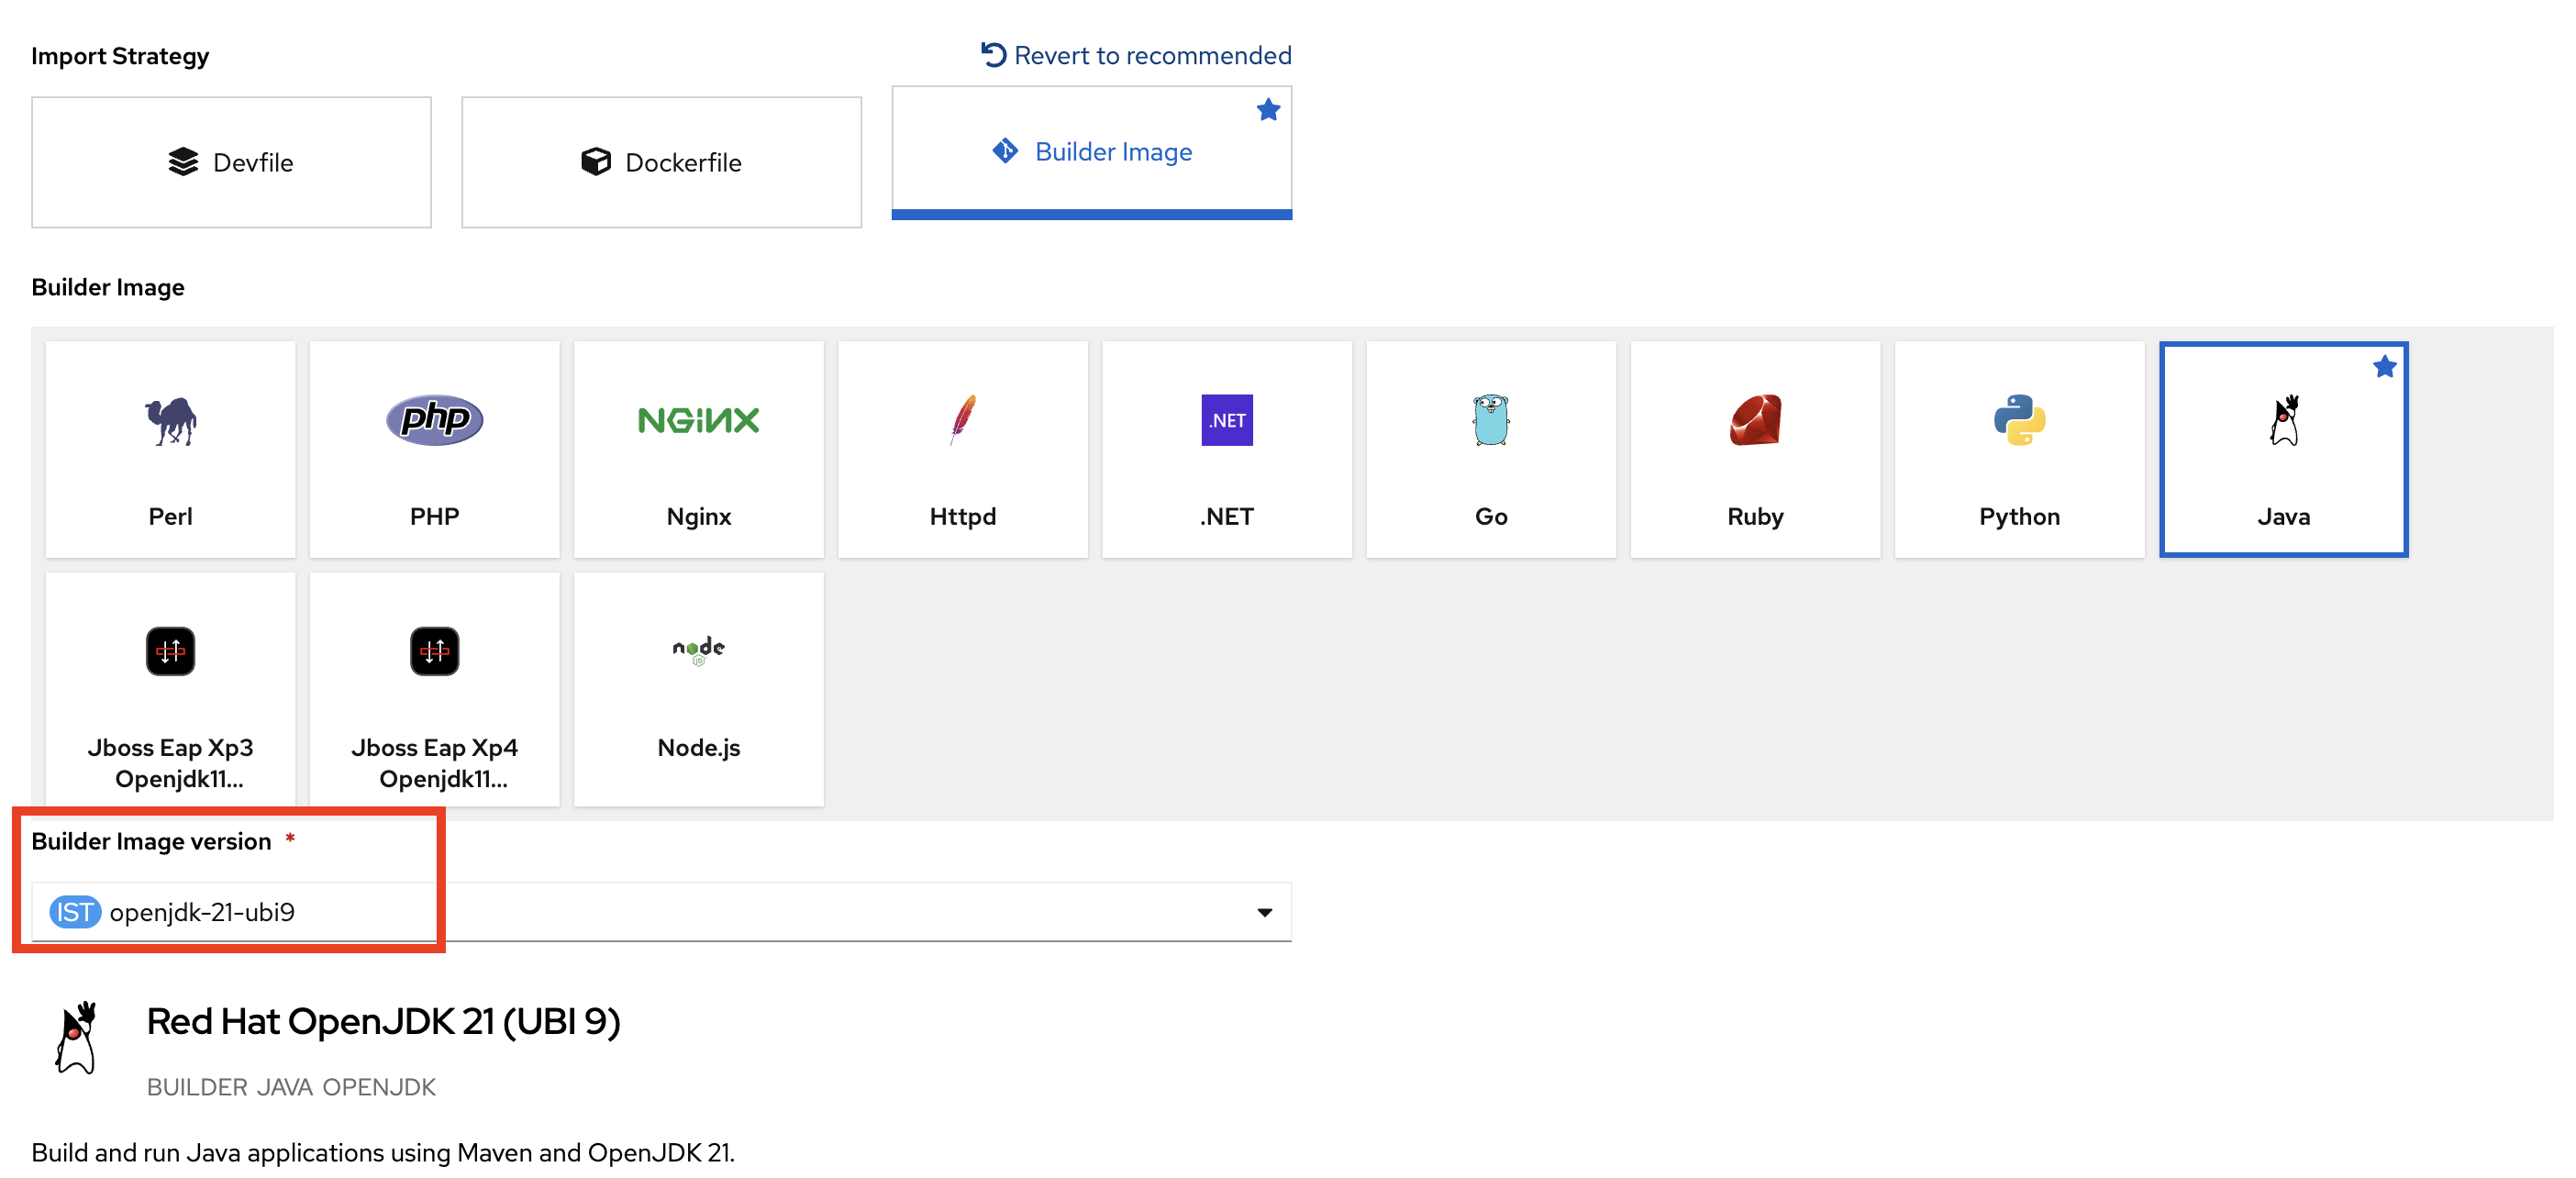 Import Strategy
Revert to recommended
Devfile
Dockerfile
Builder Image
Builder Image
php
NGINX
.NET
Perl
PHP
Nginx
Httpd
.NET
Go
Ruby
Python
Java
node
JS
Jboss Eap Xp3
Openjdk11...
Jboss Eap Xp4
Openjdk11...
Node.js
Builder Image version *
IST openjdk-21-ubi9
Red Hat OpenJDK 21 (UBI 9)
BUILDER JAVA OPENJDK
Build and run Java applications using Maven and OpenJDK 21.